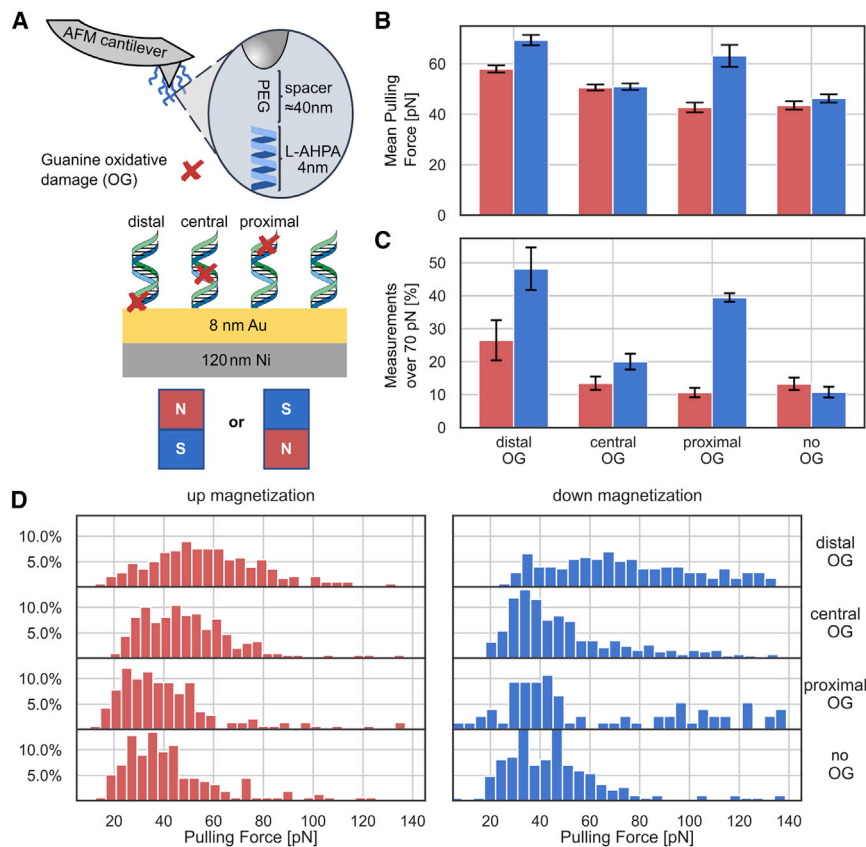 A
AFM cantilever
PEG
spacer
≈40nm
L-AHPA
4nm
Guanine oxidative
damage (OG)
distal central proximal
8 nm Au
120 nm Ni
N
S
or
S
N
B
Mean Pulling
Force [pN]
60
40
20
0
C
Measurements
over 70 pN [%]
50
40
30
20
10
0
distal
OG
central
OG
proximal
OG
no
OG
D
up magnetization
down magnetization
10.0%
5.0%
distal
OG
10.0%
5.0%
central
OG
10.0%
5.0%
proximal
OG
10.0%
5.0%
no
OG
20 40 60 80 100 120 140
Pulling Force [pN]
20 40 60 80 100 120 140
Pulling Force [pN]